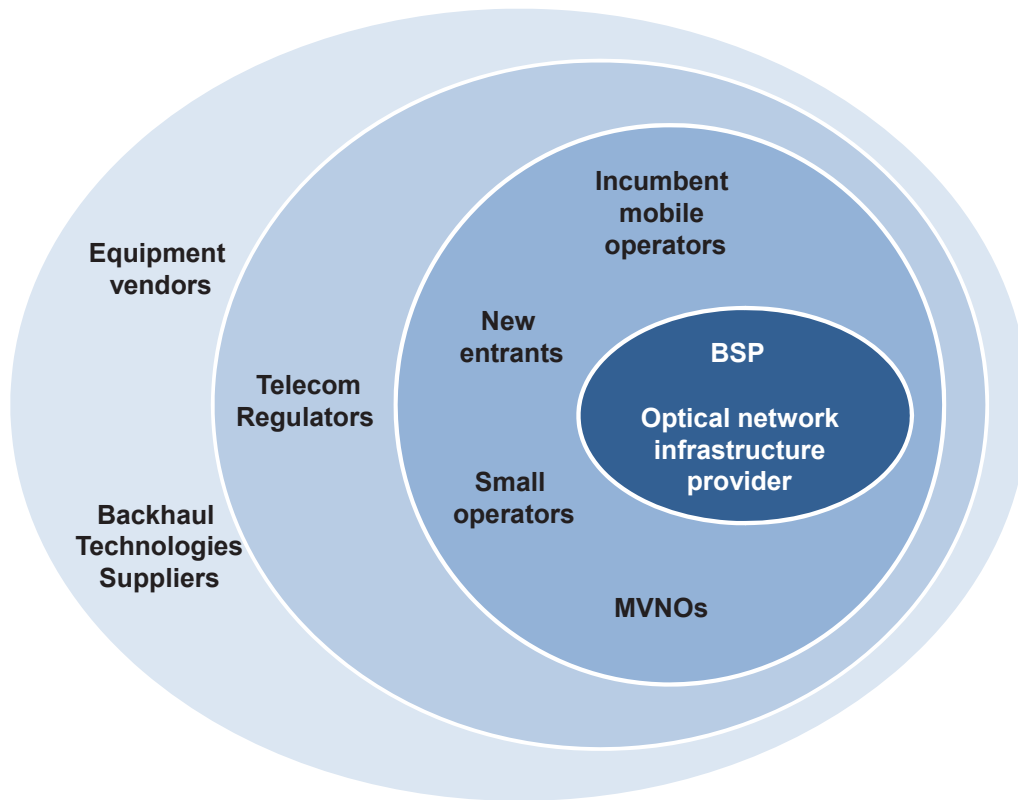 Incumbent
mobile
operators
Equipment
vendors
New
entrants
BSP
Telecom
Regulators
Optical network
infrastructure
provider
Small
operators
Backhaul
Technologies
Suppliers
MVNOs